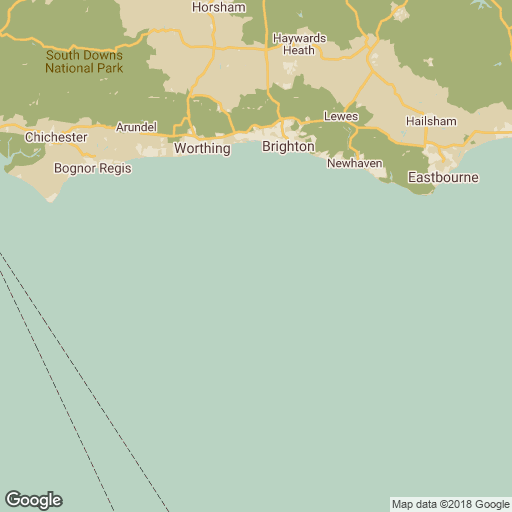 Horsham
Haywards
Heath
South Downs
National Park
Lewes
Hailsham
Arundel
Chichester
Worthing
Brighton
Newhaven
Bognor Regis
Eastbourne
Google
Map data ©2018 Google